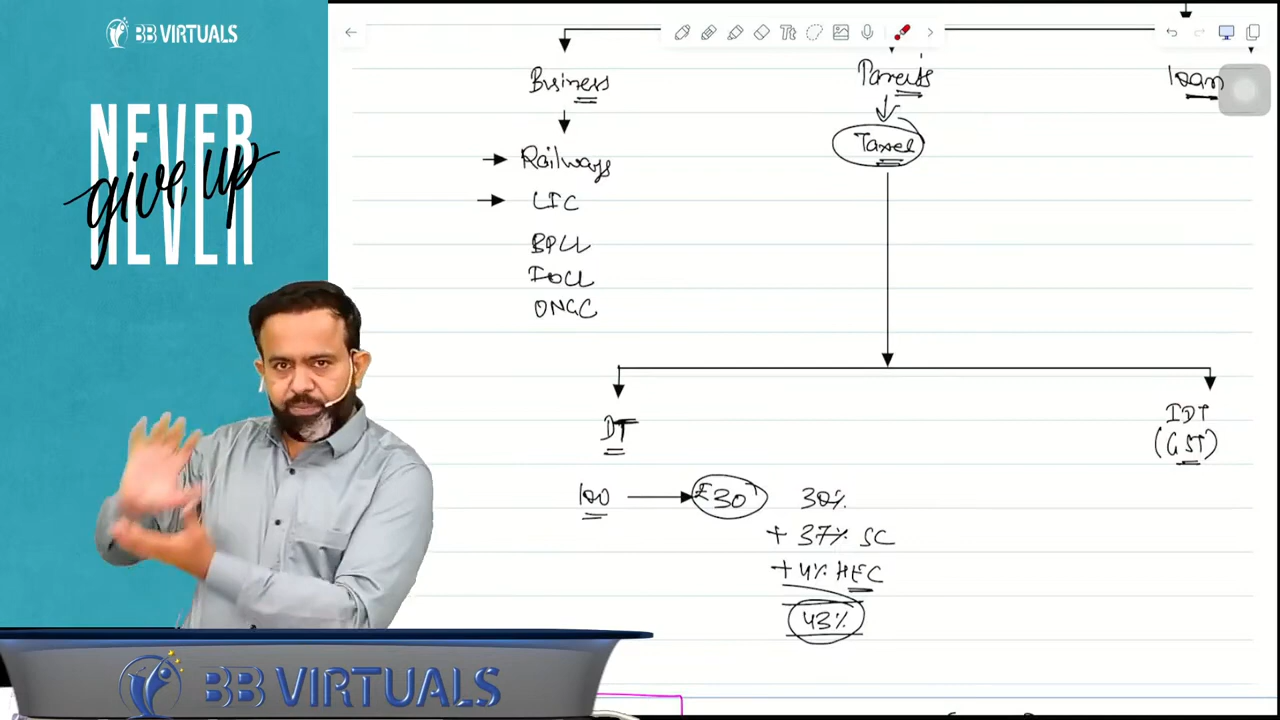 BB VIRTUALS
NEVER
give up
NEVER
Business
Railways
LIC
BPCL
IOCL
ONGC
Parents
Taxes
loan
DT
IDT
(GST)
100
30
30%
+ 37% SC
+ 4% HEC
43%
BB VIRTUALS